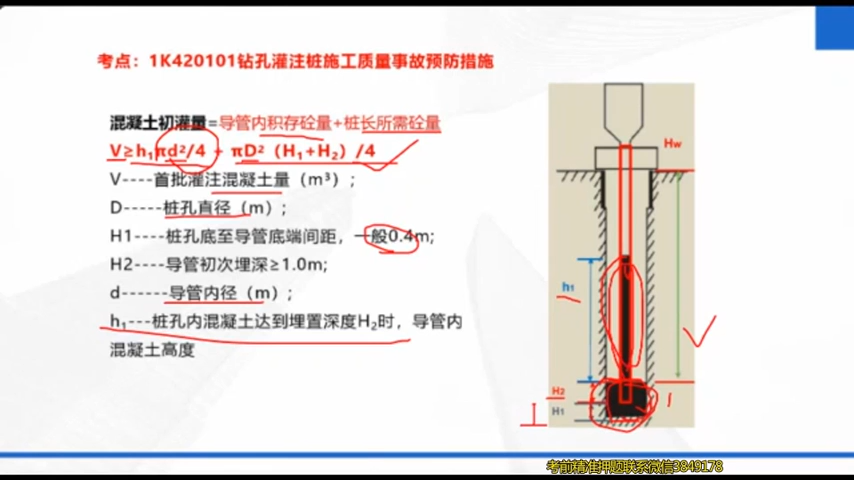 考点：1K420101钻孔灌注桩施工质量事故预防措施
混凝土初灌量=导管内积存砼量+桩长所需砼量
V≥h₁πd²/4 + πD²（H₁+H₂）/4
V----首批灌注混凝土量（m³）;
D-----桩孔直径（m）;
H1----桩孔底至导管底端间距，一般0.4m;
H2----导管初次埋深≥1.0m;
d------导管内径（m）;
h₁---桩孔内混凝土达到埋置深度H₂时，导管内
混凝土高度
Hw
h1
H2
H1
考前精准押题联系微信3849178